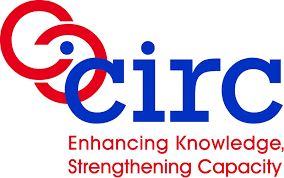 circ
Enhancing Knowledge,
Strengthening Capacity